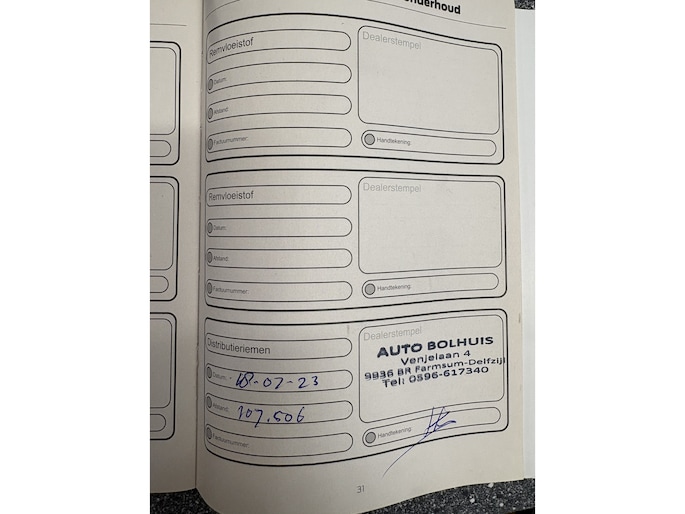 onderhoud
Remvloeistof
Datum:
Afstand:
Factuurnummer:
Dealerstempel
Handtekening:
Remvloeistof
Datum:
Afstand:
Factuurnummer:
Dealerstempel
Handtekening:
Distributieriemen
Datum: 18-07-23
Afstand: 107.506
Factuurnummer:
Dealerstempel
AUTO BOLHUIS
Venjelaan 4
9936 BR Farmsum-Delfzijl
Tel: 0596-617340
Handtekening:
31